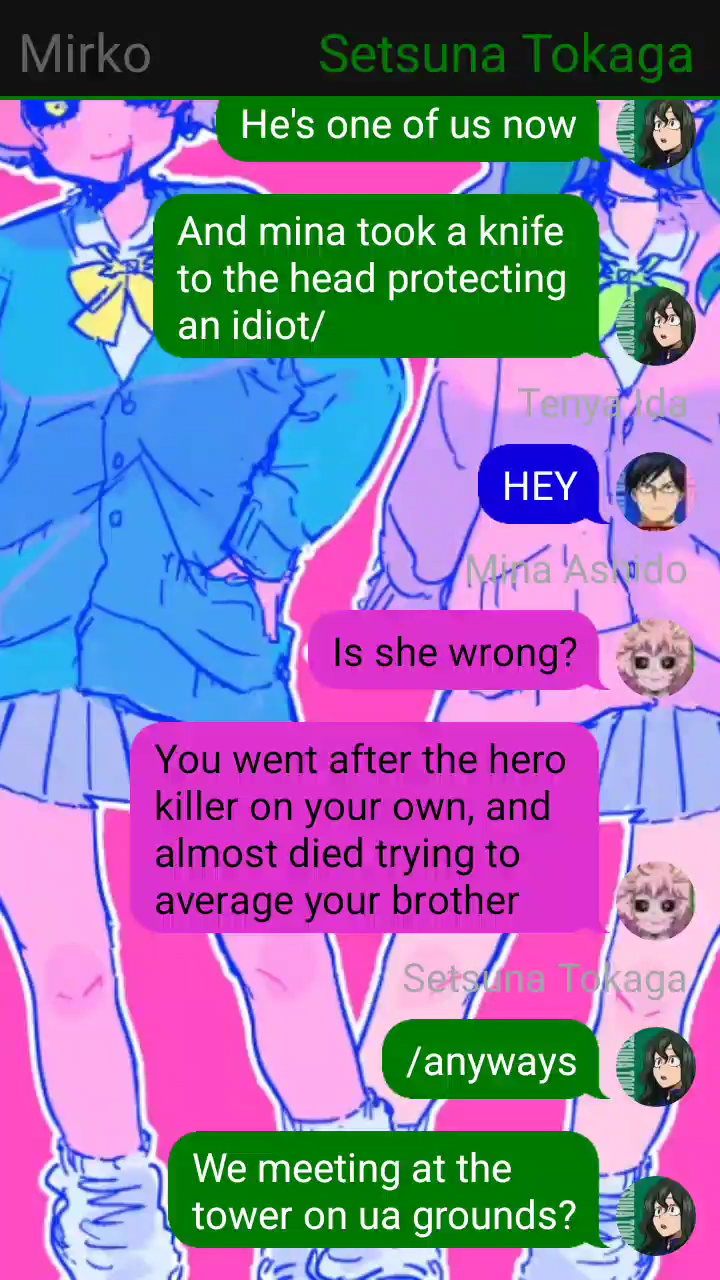 Mirko
Setsuna Tokaga
He's one of us now
And mina took a knife
to the head protecting
an idiot/
Tenya Ida
HEY
Mina Ashido
Is she wrong?
You went after the hero
killer on your own, and
almost died trying to
average your brother
Setsuna Tokaga
/anyways
We meeting at the
tower on ua grounds?